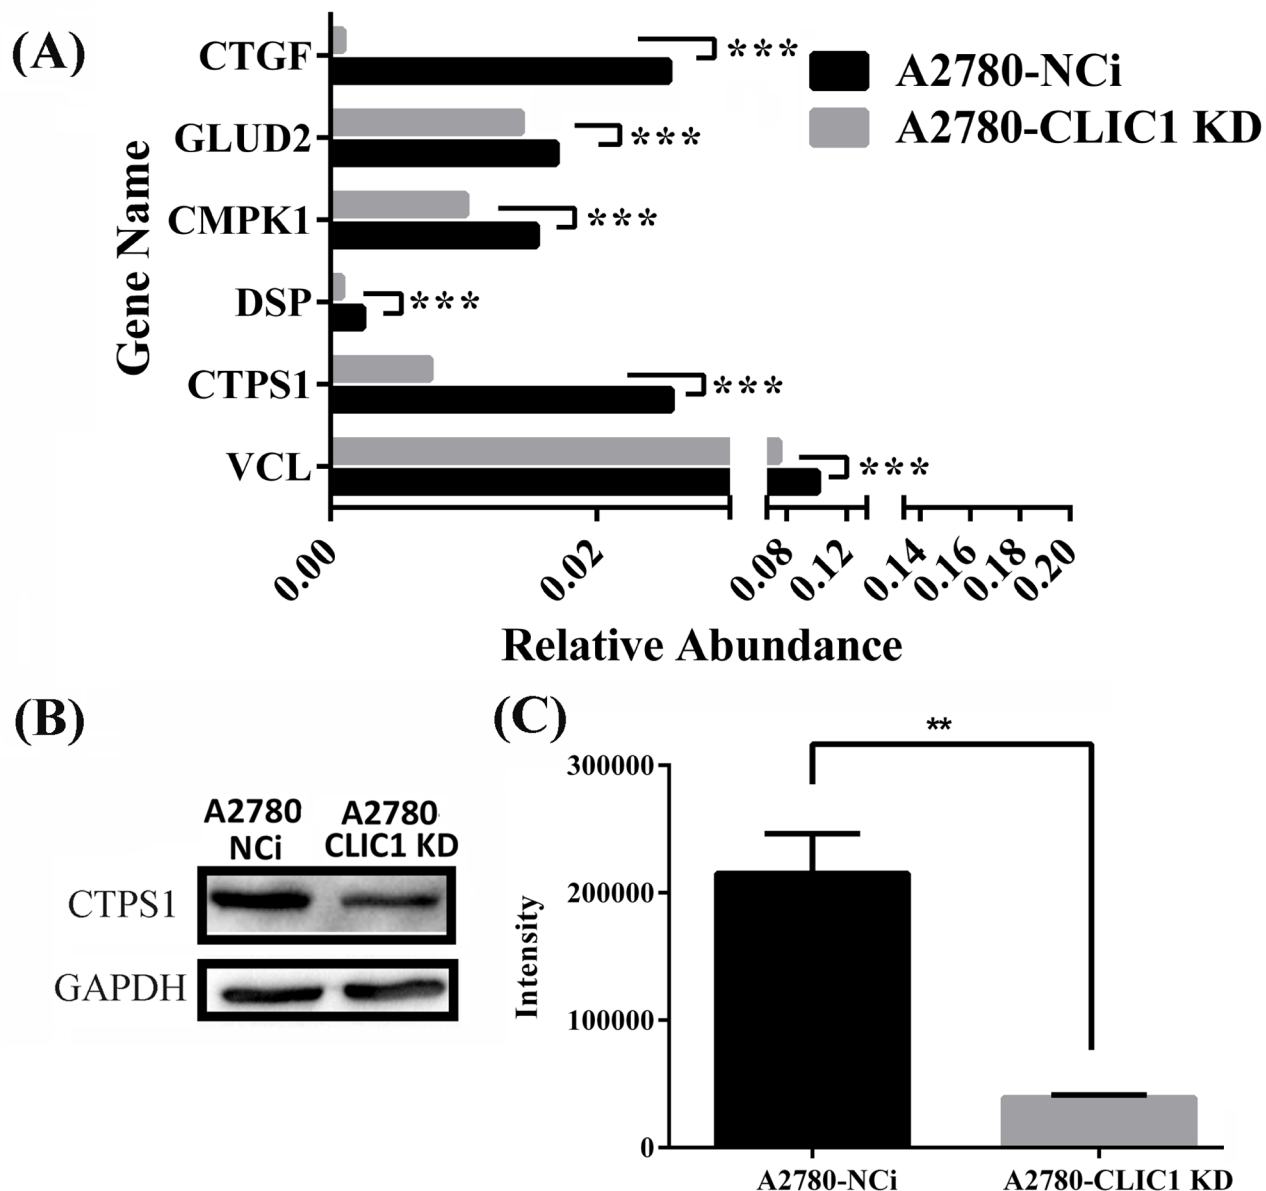 (A)
CTGF
***
A2780-NCi
A2780-CLIC1 KD
GLUD2
***
CMPK1
***
DSP
***
CTPS1
***
VCL
***
Gene Name
0.00
0.02
0.08
0.12
0.14
0.16
0.18
0.20
Relative Abundance
(B)
A2780
NCi
A2780-
CLIC1 KD
CTPS1
GAPDH
(C)
**
300000
200000
100000
0
Intensity
A2780-NCi
A2780-CLIC1 KD